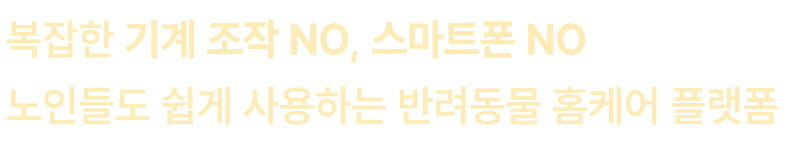 복잡한 기계 조작 NO, 스마트폰 NO
노인들도 쉽게 사용하는 반려동물 홈케어 플랫폼